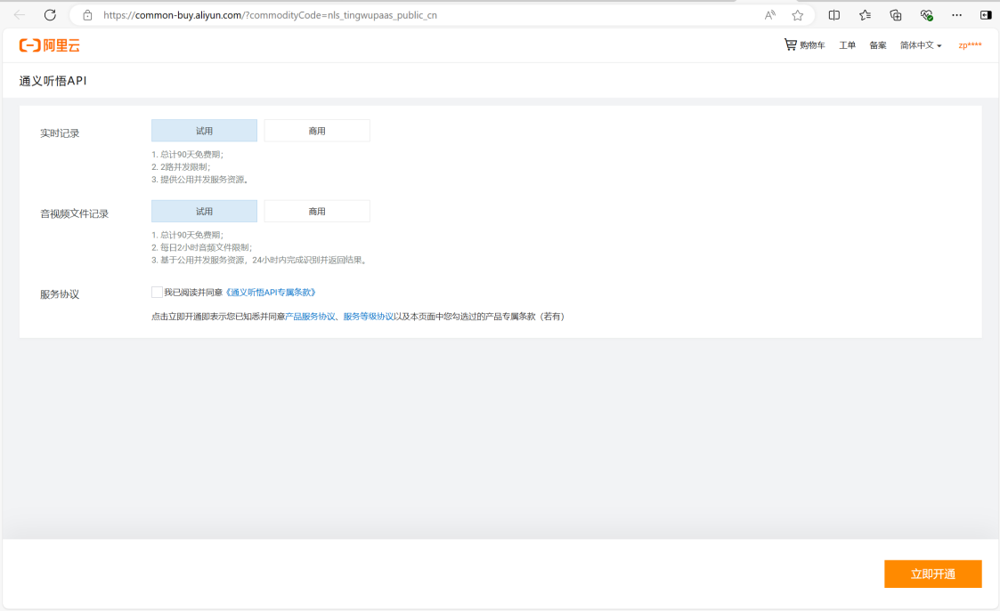 https://common-buy.aliyun.com/?commodityCode=nls_tingwupaas_public_cn
阿里云 购物车 工单 备案 简体中文 zp****
通义听悟API
实时记录 试用 商用
1. 总计90天免费期；
2. 2路并发限制；
3. 提供公用并发服务资源。
音视频文件记录 试用 商用
1. 总计90天免费期；
2. 每日2小时音频文件限制；
3. 基于公用并发服务资源，24小时内完成识别并返回结果。
服务协议 我已阅读并同意《通义听悟API专属条款》
点击立即开通即表示您已知悉并同意产品服务协议、服务等级协议以及本页面中您勾选过的产品专属条款（若有）
立即开通